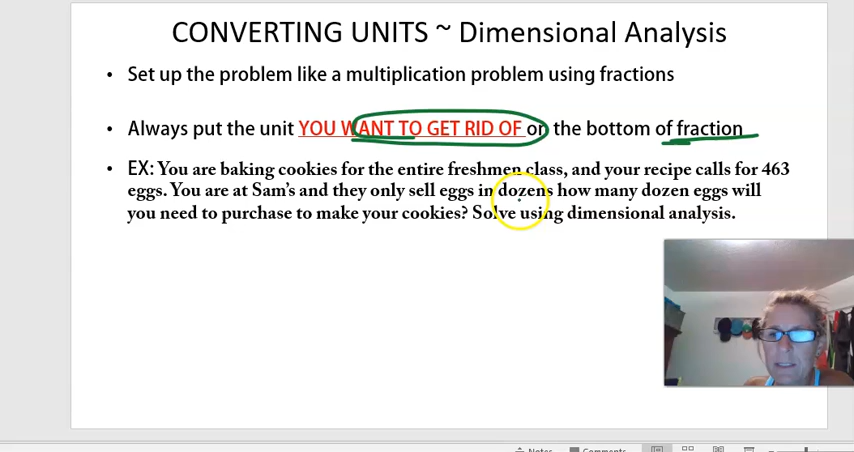 CONVERTING UNITS ~ Dimensional Analysis
• Set up the problem like a multiplication problem using fractions
• Always put the unit YOU WANT TO GET RID OF on the bottom of fraction
• EX: You are baking cookies for the entire freshmen class, and your recipe calls for 463
eggs. You are at Sam's and they only sell eggs in dozens how many dozen eggs will
you need to purchase to make your cookies? Solve using dimensional analysis.
Notes Comments